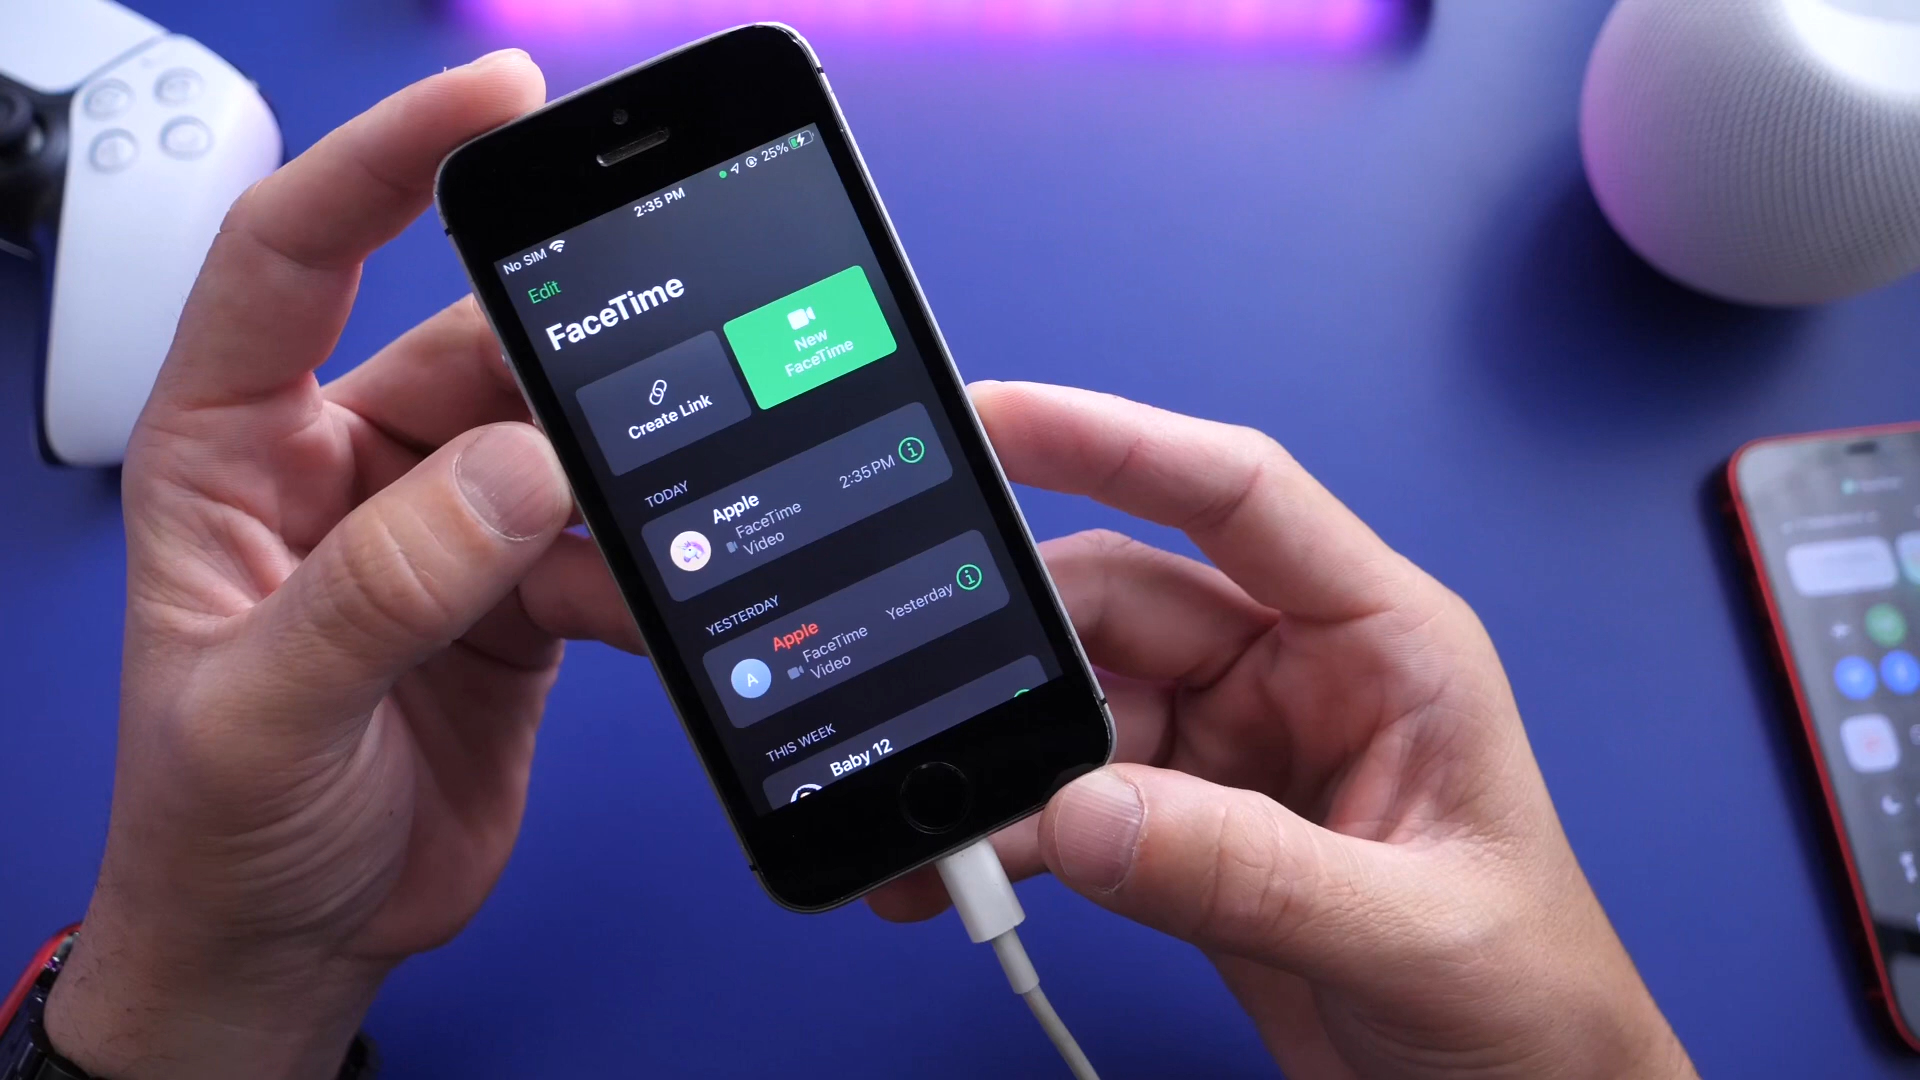 No SIM
2:35 PM
25%
Edit
FaceTime
Create Link
New
FaceTime
TODAY
Apple
FaceTime
Video
2:35 PM
YESTERDAY
Apple
FaceTime
Video
Yesterday
A
THIS WEEK
Baby 12